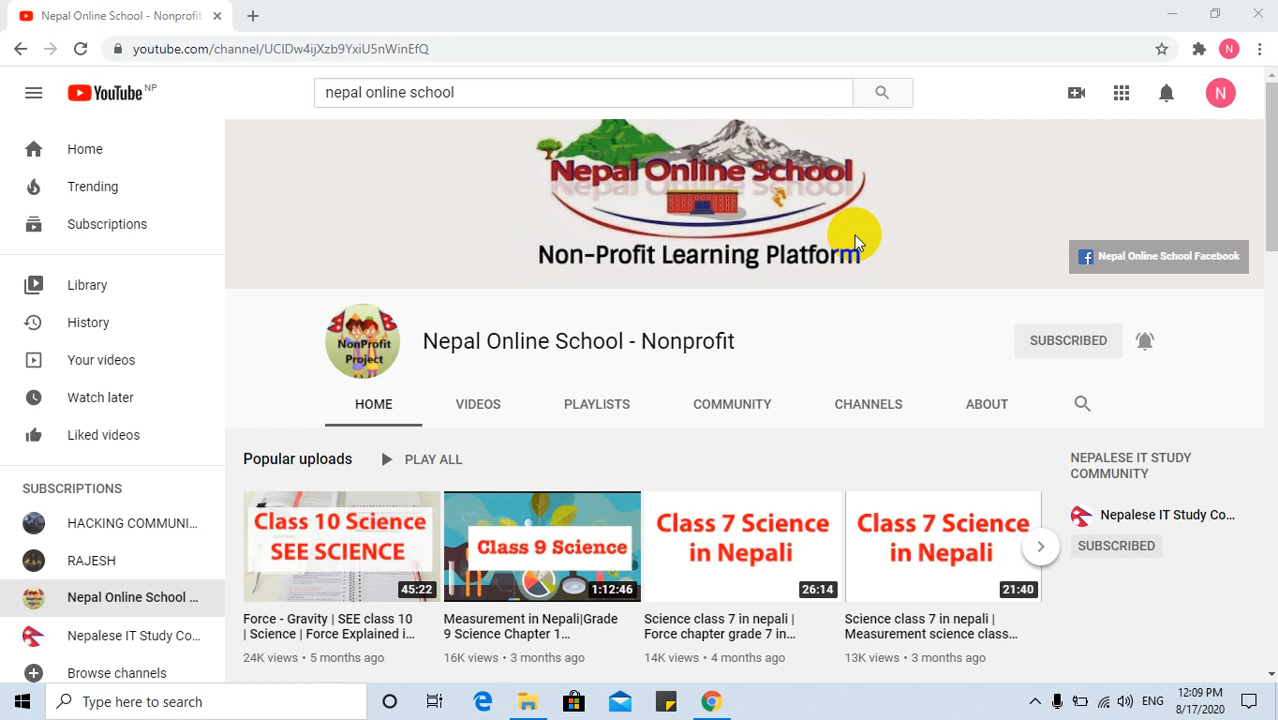 Nepal Online School - Nonprofit
youtube.com/channel/UCIDw4ijXzb9YxiU5nWinEfQ
N
YouTube NP
nepal online school
N
Home
Trending
Subscriptions
Library
History
Your videos
Watch later
Liked videos
SUBSCRIPTIONS
HACKING COMMUNI...
RAJESH
Nepal Online School ...
Nepalese IT Study Co...
Browse channels
Nepal Online School
Non-Profit Learning Platform
Nepal Online School Facebook
NonProfit
Project
Nepal Online School - Nonprofit
SUBSCRIBED
HOME VIDEOS PLAYLISTS COMMUNITY CHANNELS ABOUT
Popular uploads PLAY ALL
Class 10 Science
SEE SCIENCE
45:22
Force - Gravity | SEE class 10
| Science | Force Explained i...
24K views • 5 months ago
Class 9 Science
1:12:46
Measurement in Nepali|Grade
9 Science Chapter 1...
16K views • 3 months ago
Class 7 Science
in Nepali
26:14
Science class 7 in nepali |
Force chapter grade 7 in...
14K views • 4 months ago
Class 7 Science
in Nepali
21:40
Science class 7 in nepali |
Measurement science class...
13K views • 3 months ago
NEPALESE IT STUDY
COMMUNITY
Nepalese IT Study Co...
SUBSCRIBED
Type here to search
ENG
12:09 PM
8/17/2020